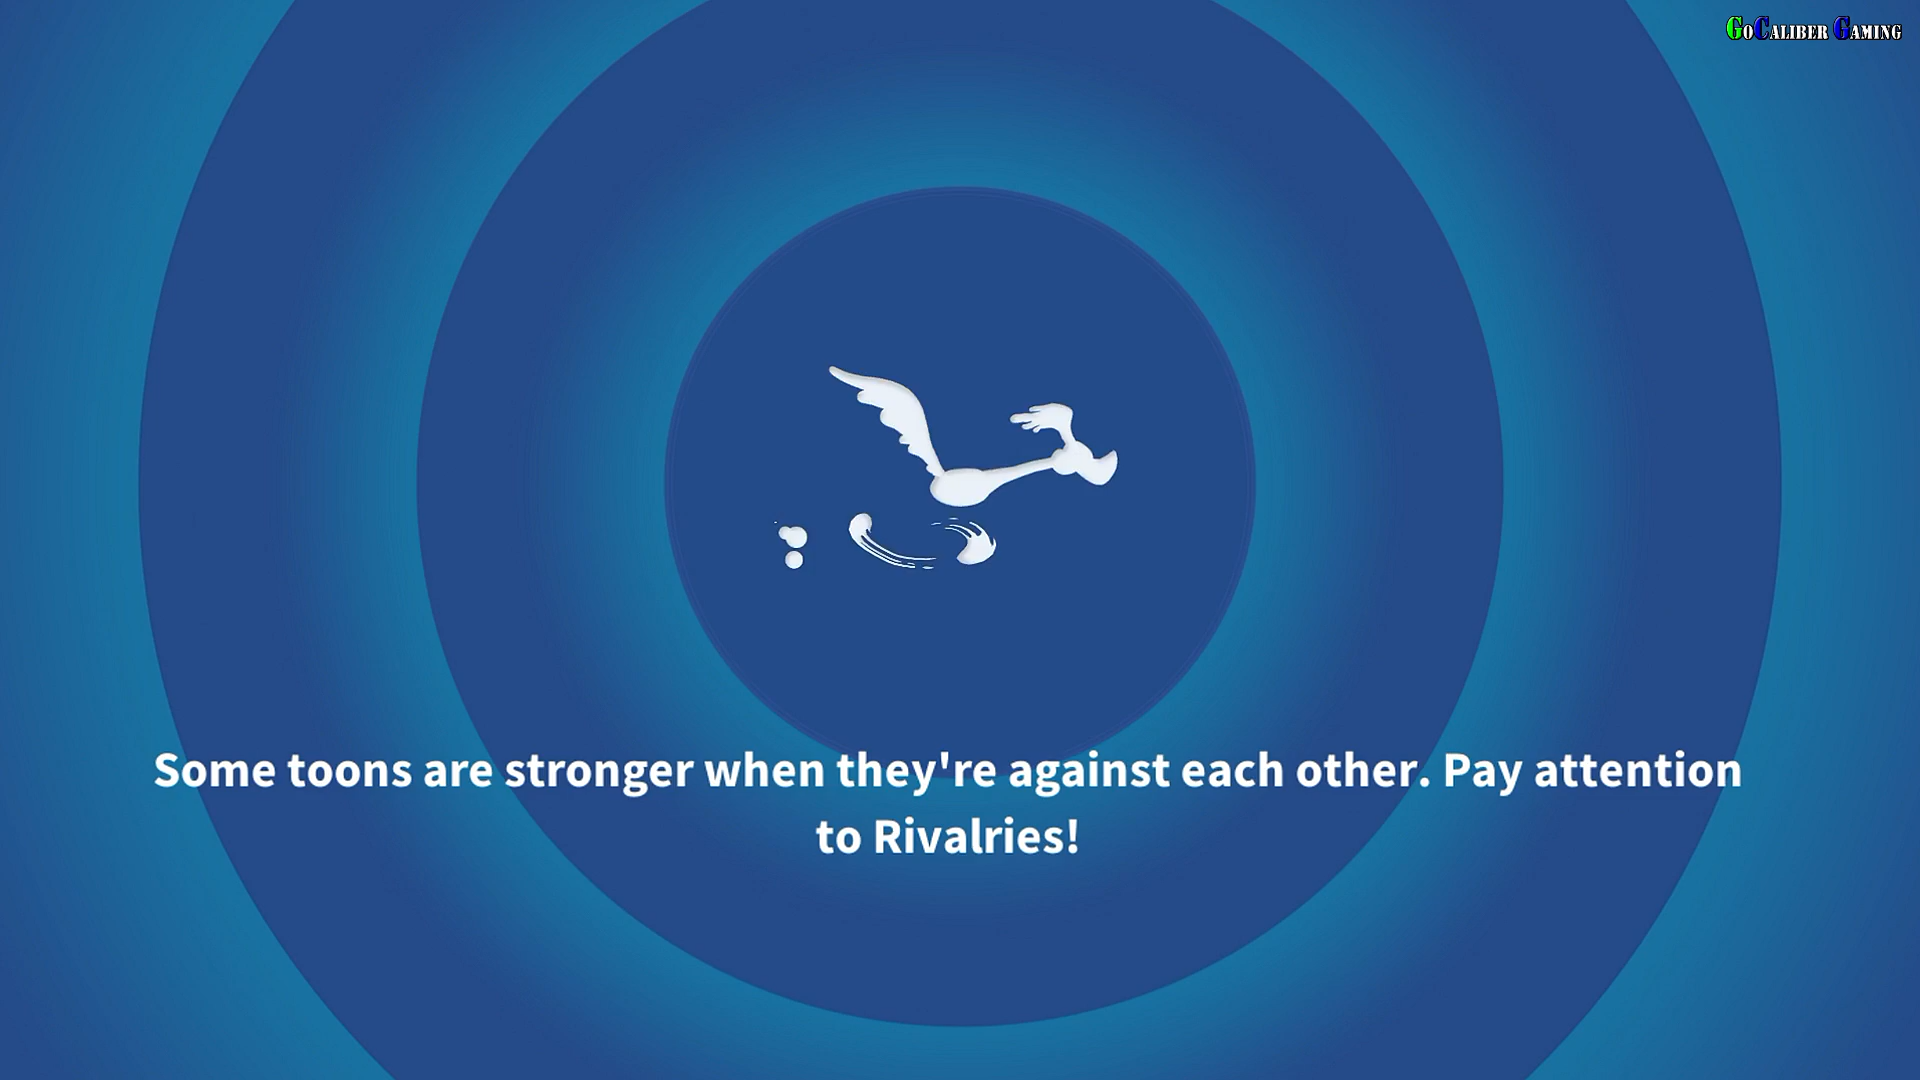 GoCaliber Gaming
Some toons are stronger when they're against each other. Pay attention
to Rivalries!